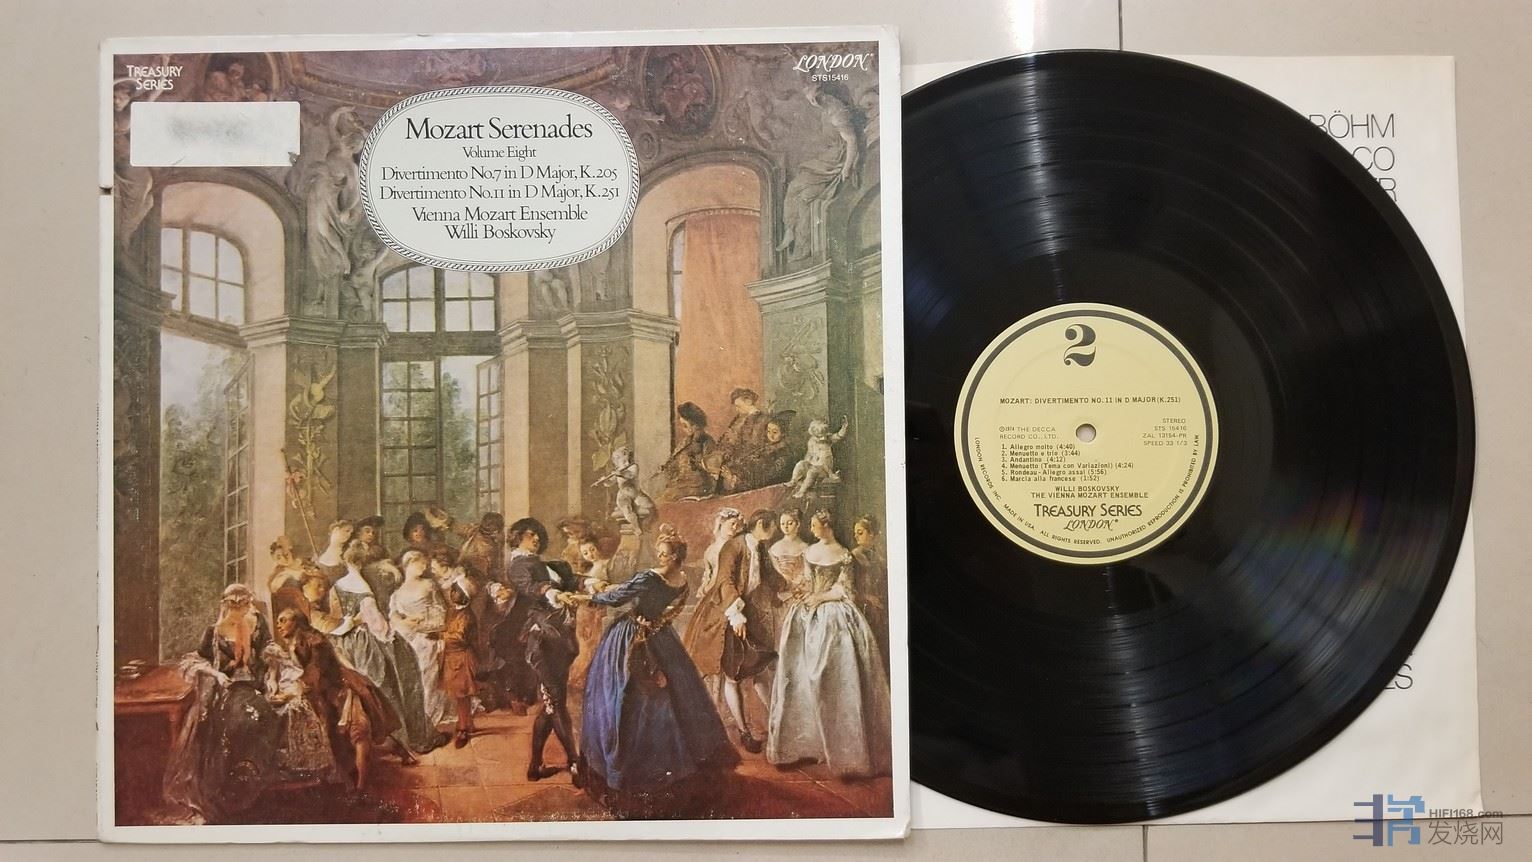 TREASURY
SERIES
LONDON®
STS15416
Mozart Serenades
Volume Eight
Divertimento No.7 in D Major, K.205
Divertimento No.11 in D Major, K.251
Vienna Mozart Ensemble
Willi Boskovsky
BÖHM
CO
2
MOZART: DIVERTIMENTO NO.11 IN D MAJOR (K.251)
℗1974 THE DECCA
RECORD CO., LTD.
STEREO
STS 15416
ZAL 13154-PR
SPEED 33 1/3
1. Allegro molto (4:40)
2. Menuetto e trio (3:44)
3. Andantino (4:12)
4. Menuetto (Tema con Variazioni) (4:24)
5. Rondeau-Allegro assai (5:56)
6. Marcia alla francese (1:52)
WILLI BOSKOVSKY
THE VIENNA MOZART ENSEMBLE
TREASURY SERIES
LONDON®
LONDON RECORDS INC. MADE IN USA. ALL RIGHTS RESERVED. UNAUTHORIZED REPRODUCTION IS PROHIBITED BY LAW
HIFI168.com
发烧网